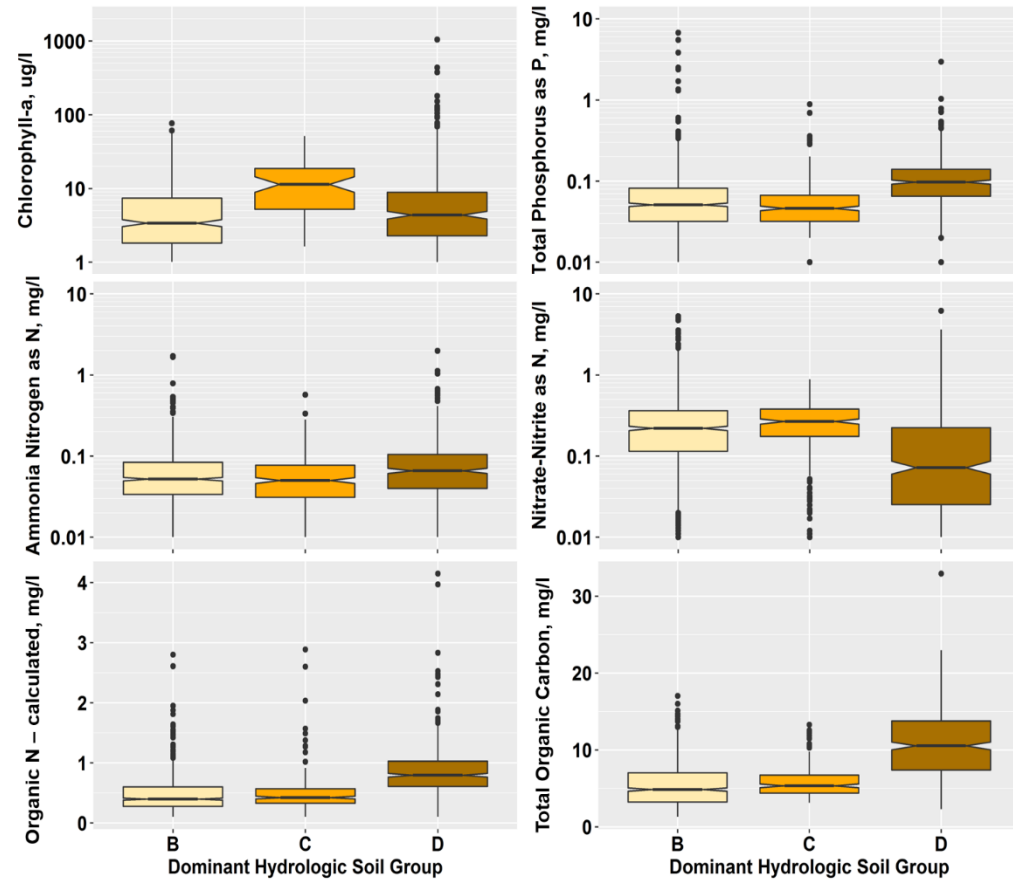 Chlorophyll-a, ug/l
1000
100
10
1
Total Phosphorus as P, mg/l
10
1
0.1
0.01
Ammonia Nitrogen as N, mg/l
10
1
0.1
0.01
Nitrate-Nitrite as N, mg/l
10
1
0.1
0.01
Organic N – calculated, mg/l
4
3
2
1
0
B C D
Dominant Hydrologic Soil Group
Total Organic Carbon, mg/l
30
20
10
0
B C D
Dominant Hydrologic Soil Group